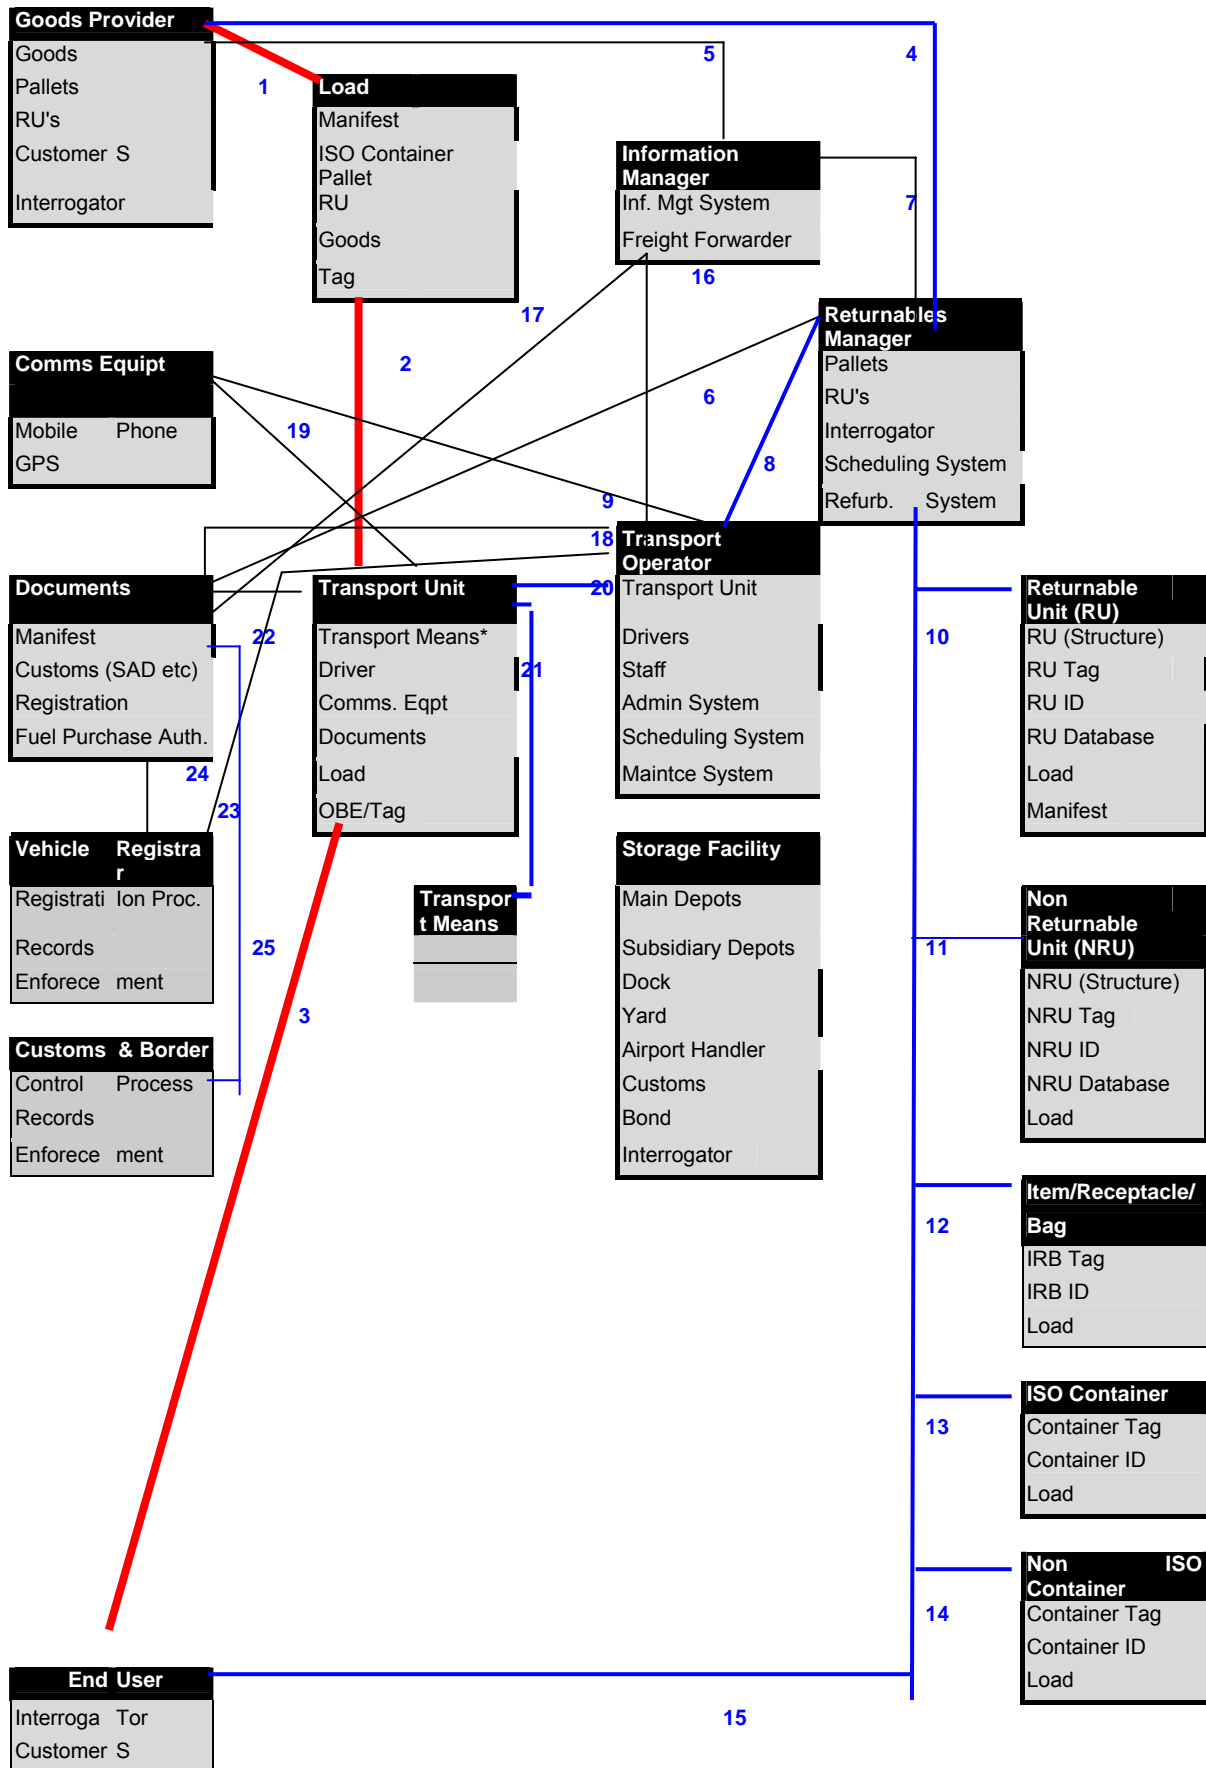 Goods Provider
Goods
Pallets
RU's
Customer S
Interrogator
1
Load
Manifest
ISO Container
Pallet
RU
Goods
Tag
5
4
Information
Manager
Inf. Mgt System
Freight Forwarder
7
16
17
Returnables
Manager
Pallets
RU's
Interrogator
Scheduling System
Refurb. System
Comms Equipt
Mobile Phone
GPS
2
6
19
8
9
18
Documents
Manifest
Customs (SAD etc)
Registration
Fuel Purchase Auth.
22
Transport Unit
Transport Means*
Driver
Comms. Eqpt
Documents
Load
OBE/Tag
20
21
Transport
Operator
Transport Unit
Drivers
Staff
Admin System
Scheduling System
Maintce System
10
Returnable
Unit (RU)
RU (Structure)
RU Tag
RU ID
RU Database
Load
Manifest
24
23
Vehicle Registra
r
Registrati Ion Proc.
Records
Enforece ment
25
Transpor
t Means
Storage Facility
Main Depots
Subsidiary Depots
Dock
Yard
Airport Handler
Customs
Bond
Interrogator
11
Non
Returnable
Unit (NRU)
NRU (Structure)
NRU Tag
NRU ID
NRU Database
Load
3
Customs & Border
Control Process
Records
Enforece ment
12
Item/Receptacle/
Bag
IRB Tag
IRB ID
Load
13
ISO Container
Container Tag
Container ID
Load
14
Non ISO
Container
Container Tag
Container ID
Load
End User
Interroga Tor
Customer S
15